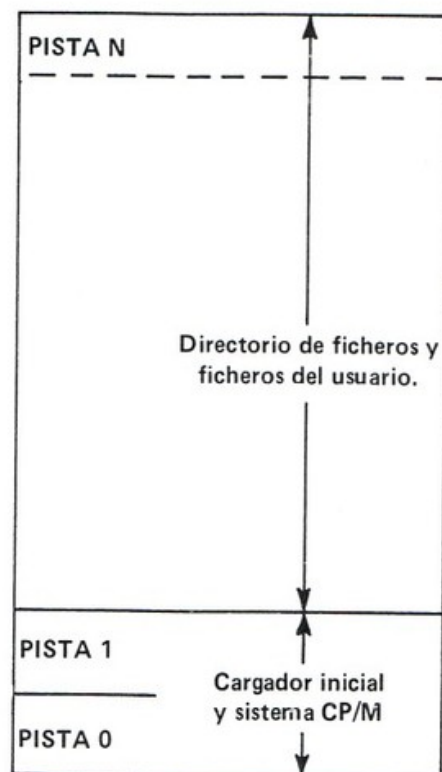 PISTA N
Directorio de ficheros y
ficheros del usuario.
PISTA 1
Cargador inicial
y sistema CP/M
PISTA 0